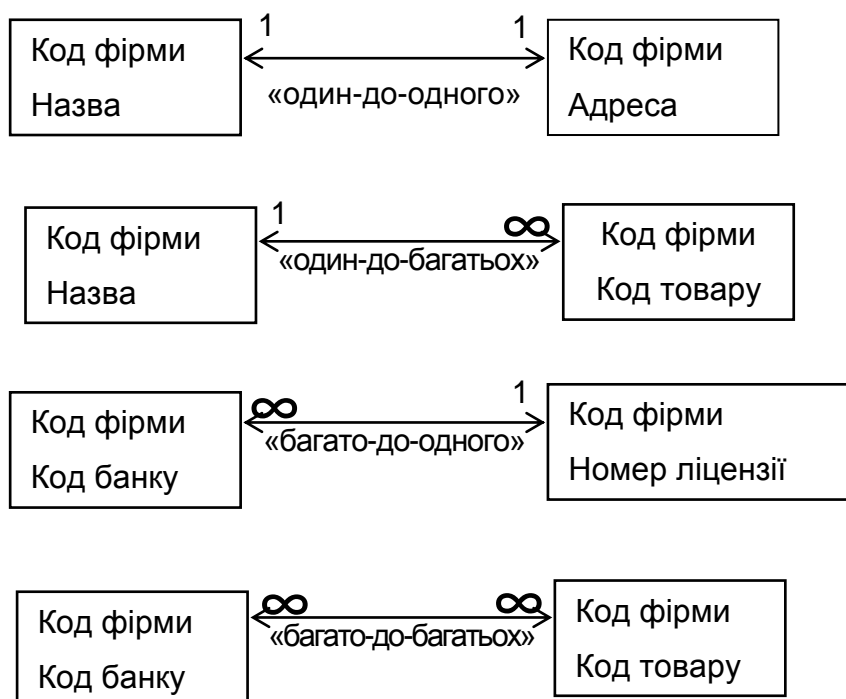 1 1
Код фірми Код фірми
Назва «один-до-одного» Адреса
1 ∞
Код фірми Код фірми
«один-до-багатьох»
Назва Код товару
∞ 1
Код фірми Код фірми
«багато-до-одного»
Код банку Номер ліцензії
∞ ∞
Код фірми Код фірми
«багато-до-багатьох»
Код банку Код товару